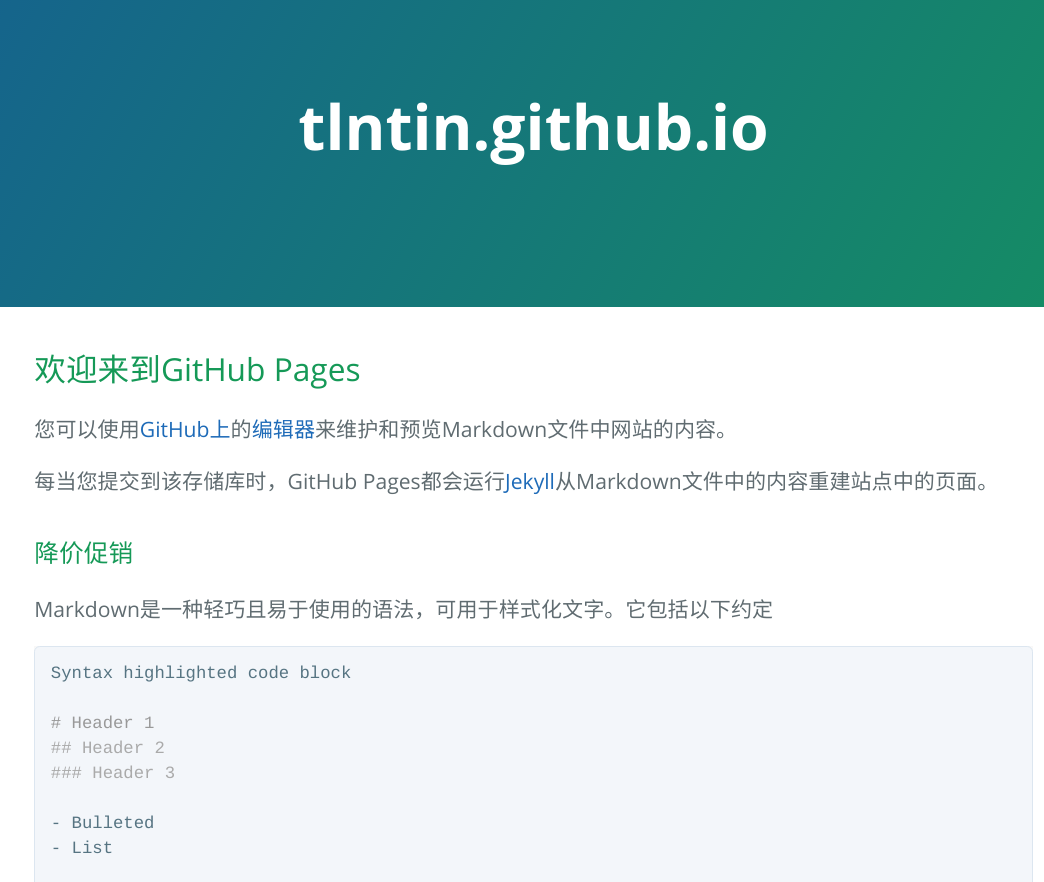 tlntin.github.io
欢迎来到GitHub Pages
您可以使用GitHub上的编辑器来维护和预览Markdown文件中网站的内容。
每当您提交到该存储库时，GitHub Pages都会运行Jekyll从Markdown文件中的内容重建站点中的页面。
降价促销
Markdown是一种轻巧且易于使用的语法，可用于样式化文字。它包括以下约定
Syntax highlighted code block
# Header 1
## Header 2
### Header 3
- Bulleted
- List